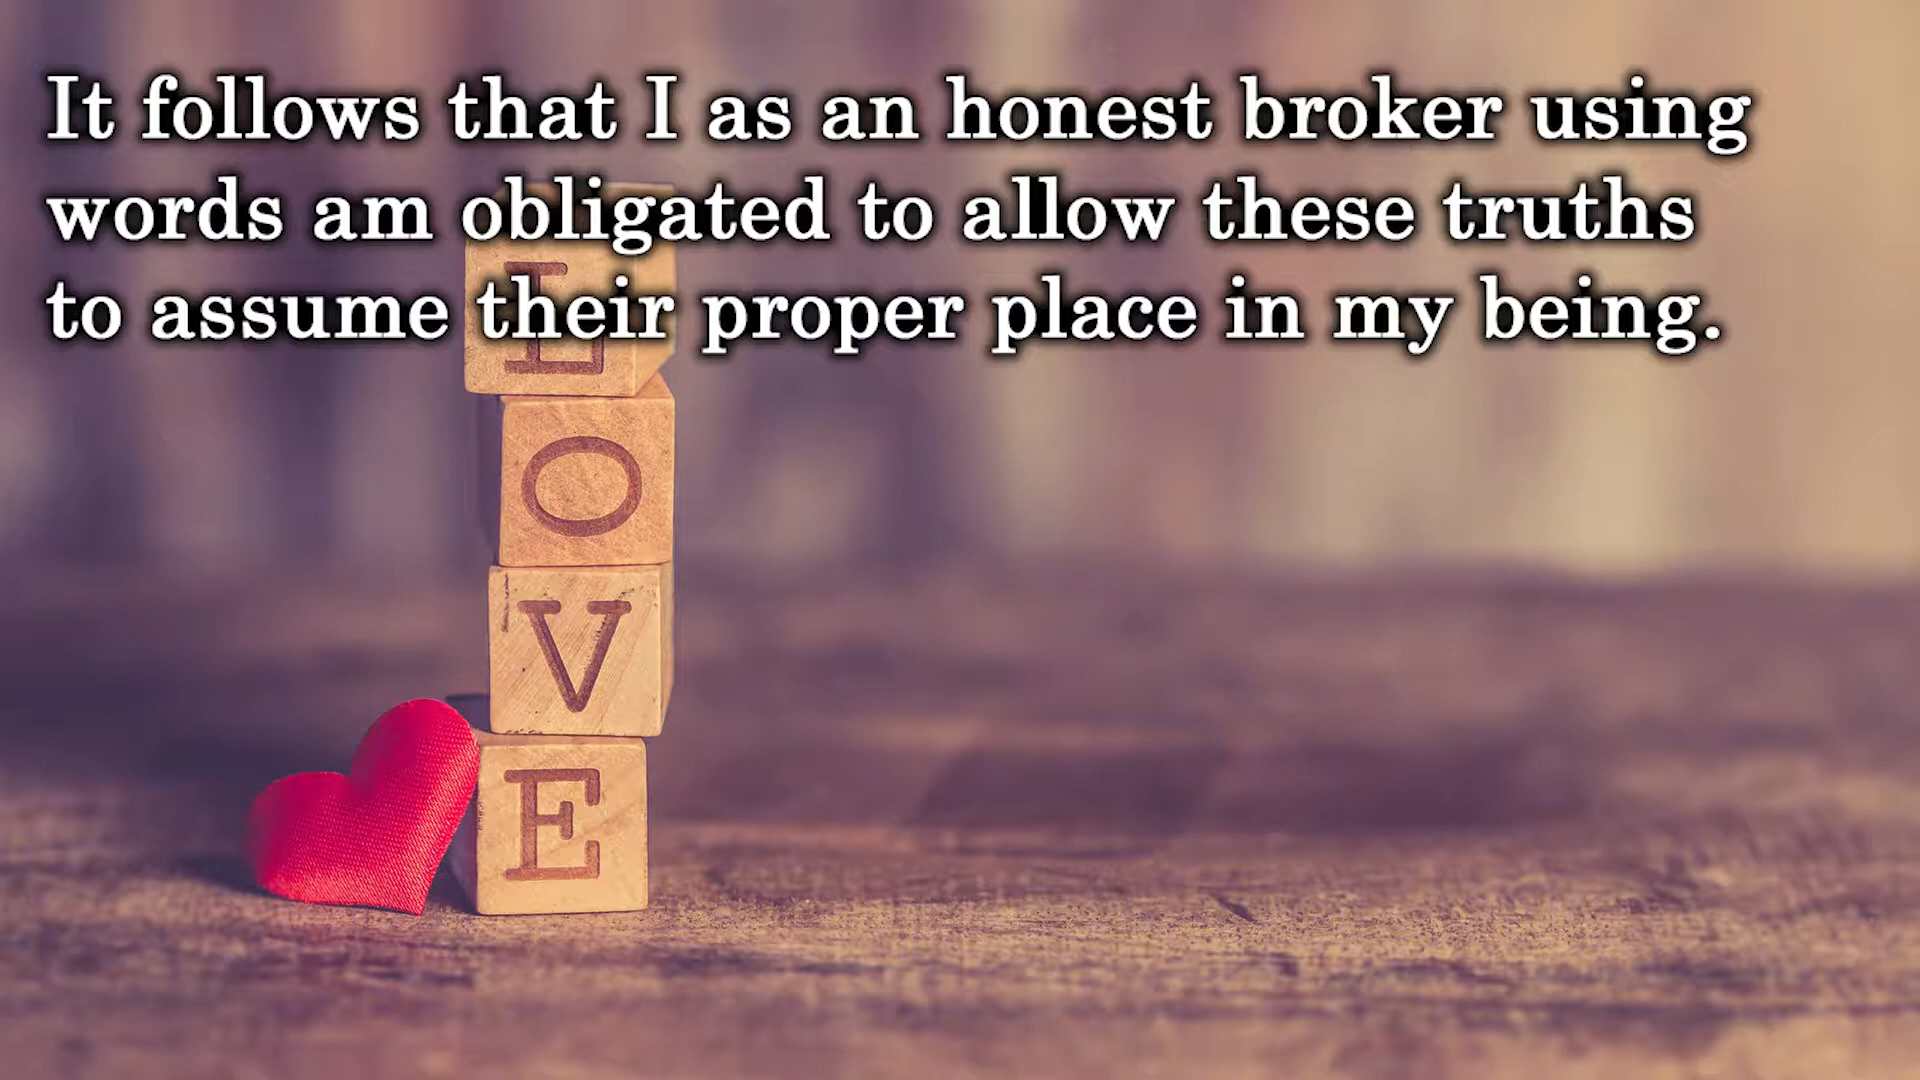 It follows that I as an honest broker using
words am obligated to allow these truths
to assume their proper place in my being.
L
O
V
E